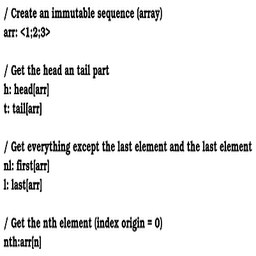 / Create an immutable sequence (array)
arr: <1;2;3>
/ Get the head an tail part
h: head[arr]
t: tail[arr]
/ Get everything except the last element and the last element
nl: first[arr]
l: last[arr]
/ Get the nth element (index origin = 0)
nth:arr[n]